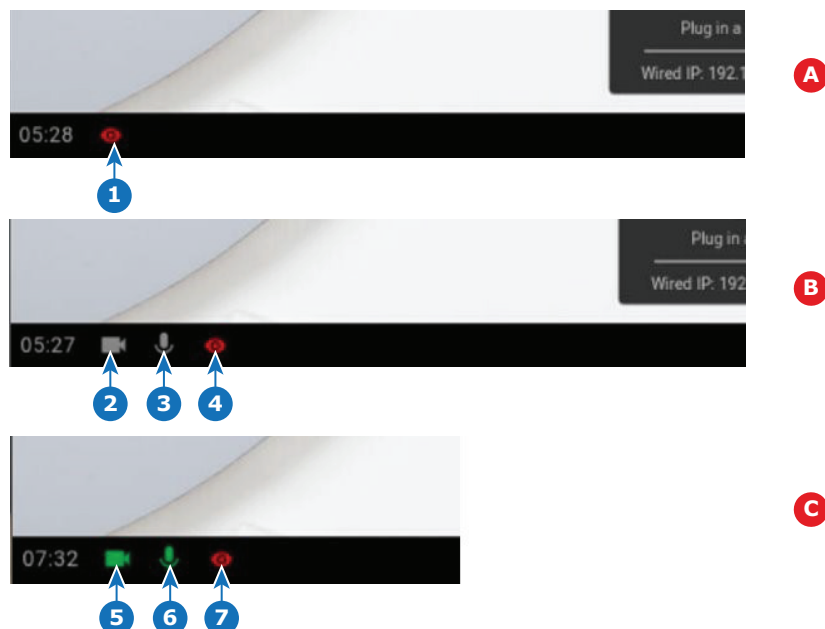 Plug in a
Wired IP: 192.1
A
05:28
1
Plug in
Wired IP: 192
B
05:27
2 3 4
C
07:32
5 6 7